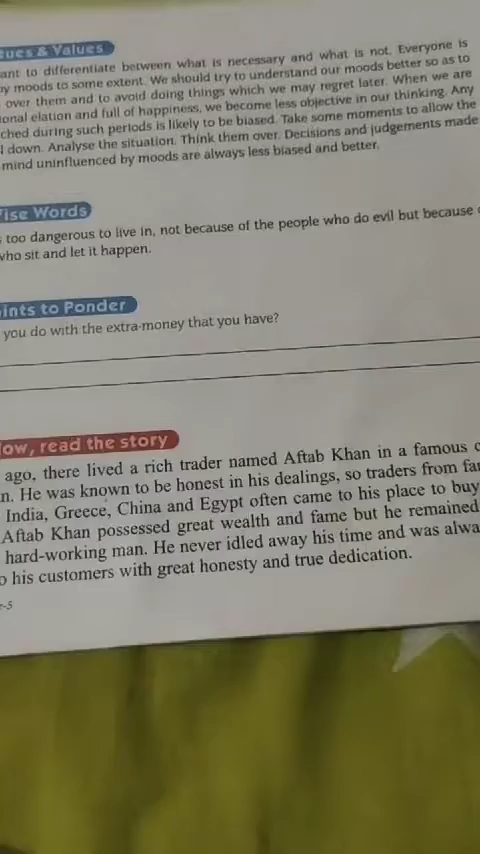 ues & Values
ant to differentiate between what is necessary and what is not. Everyone is
by moods to some extent. We should try to understand our moods better so as to
over them and to avoid doing things which we may regret later. When we are
ional elation and full of happiness, we become less objective in our thinking. Any
ched during such periods is likely to be biased. Take some moments to allow the
l down. Analyse the situation. Think them over. Decisions and judgements made
mind uninfluenced by moods are always less biased and better.
ise Words
s too dangerous to live in, not because of the people who do evil but because
who sit and let it happen.
ints to Ponder
you do with the extra-money that you have?
low, read the story
ago, there lived a rich trader named Aftab Khan in a famous c
n. He was known to be honest in his dealings, so traders from far
India, Greece, China and Egypt often came to his place to buy
Aftab Khan possessed great wealth and fame but he remained
hard-working man. He never idled away his time and was alwa
o his customers with great honesty and true dedication.
-5